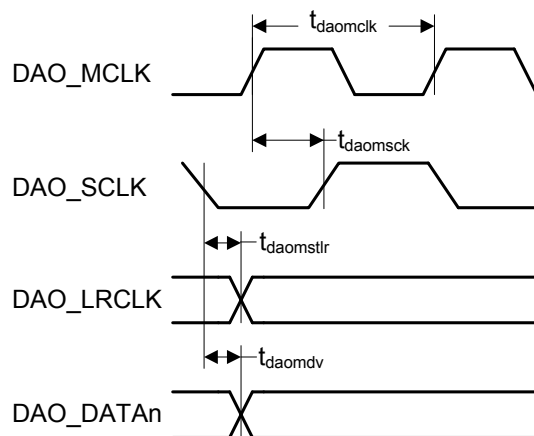 t_daomclk
DAO_MCLK
t_daomsck
DAO_SCLK
t_daomstlr
DAO_LRCLK
t_daomdv
DAO_DATAn